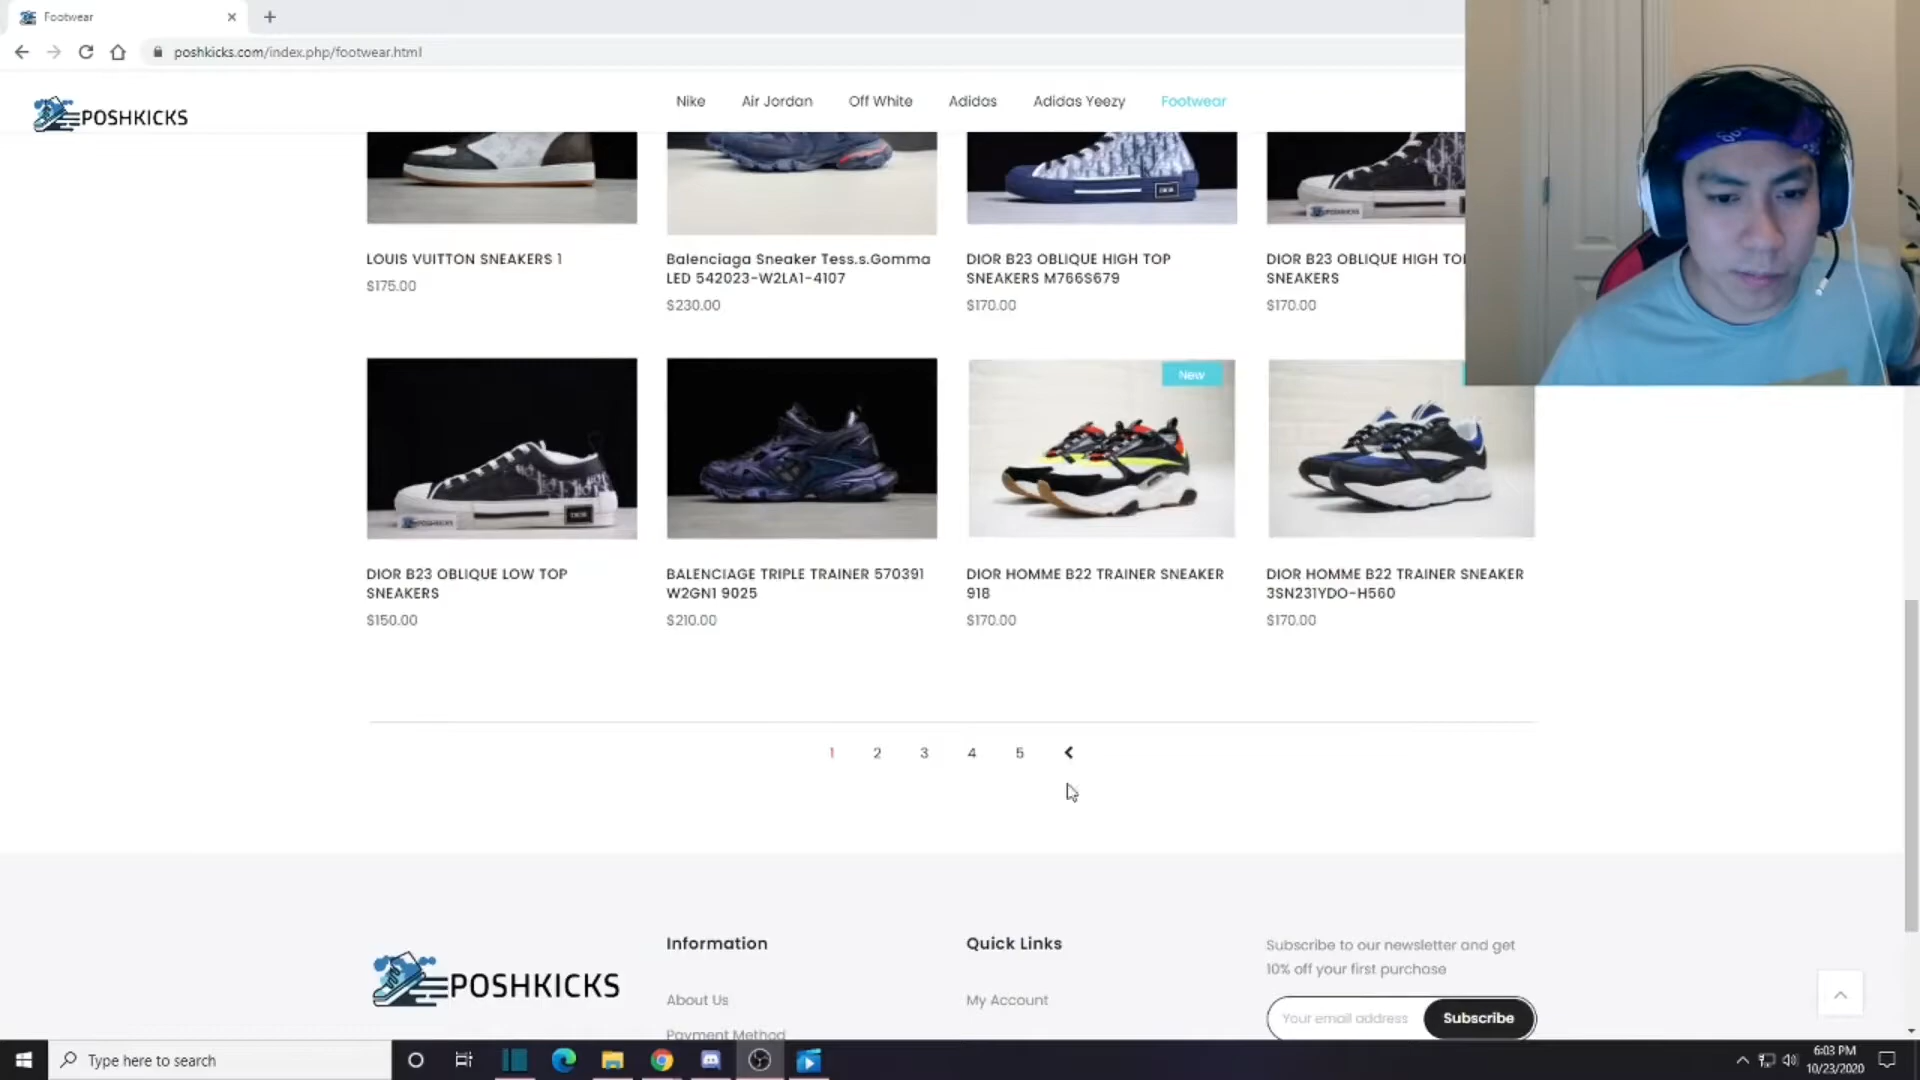 Footwear
poshkicks.com/index.php/footwear.html
POSHKICKS
Nike Air Jordan Off White Adidas Adidas Yeezy Footwear
LOUIS VUITTON SNEAKERS 1
$175.00
Balenciaga Sneaker Tess.s.Gomma
LED 542023-W2LA1-4107
$230.00
DIOR B23 OBLIQUE HIGH TOP
SNEAKERS M766S679
$170.00
DIOR B23 OBLIQUE HIGH
SNEAKERS
$170.00
New
DIOR B23 OBLIQUE LOW TOP
SNEAKERS
$150.00
BALENCIAGE TRIPLE TRAINER 570391
W2GN1 9025
$210.00
DIOR HOMME B22 TRAINER SNEAKER
918
$170.00
DIOR HOMME B22 TRAINER SNEAKER
3SN231YDO-H560
$170.00
1 2 3 4 5
POSHKICKS
Information
About Us
Payment Method
Quick Links
My Account
Subscribe to our newsletter and get
10% off your first purchase
Your email address
Subscribe
Type here to search
6:03 PM
10/23/2020